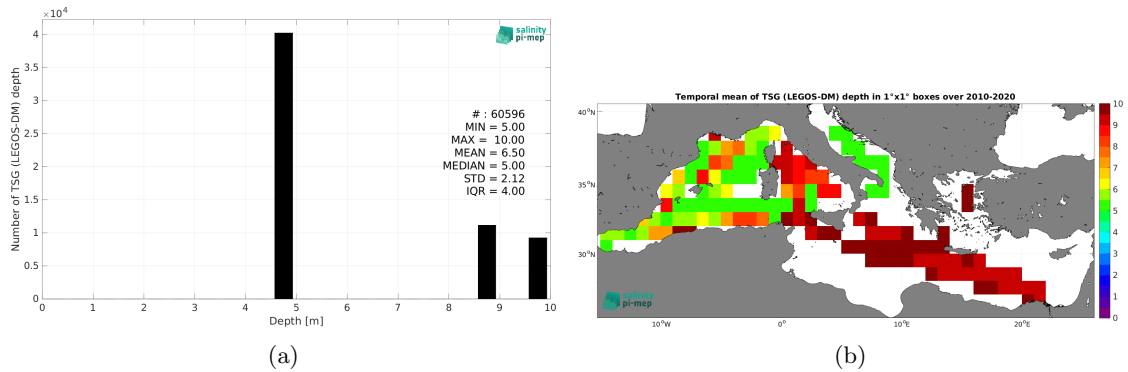 ×10⁴
4
3.5
3
2.5
2
1.5
1
0.5
0
Number of TSG (LEGOS-DM) depth
salinity
pi-mep
# : 60596
MIN = 5.00
MAX = 10.00
MEAN = 6.50
MEDIAN = 5.00
STD = 2.12
IQR = 4.00
0 1 2 3 4 5 6 7 8 9 10
Depth [m]
(a)
Temporal mean of TSG (LEGOS-DM) depth in 1°x1° boxes over 2010-2020
40°N
35°N
30°N
10°W 0° 10°E 20°E
salinity
pi-mep
10
9
8
7
6
5
4
3
2
1
0
(b)